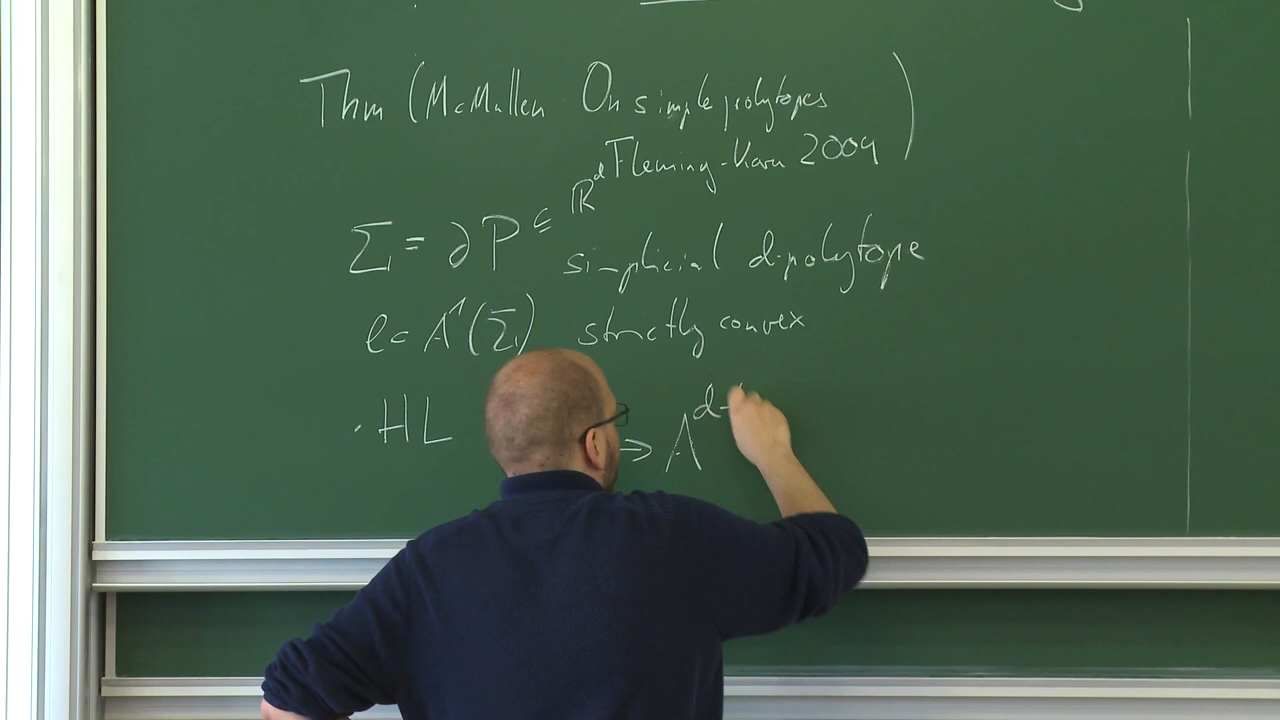 Thm (McMullen On simple polytopes
Fleming-Karu 2009)
Σ = ∂P ⊆ ℝ^d simplicial d-polytope
ℓ ∈ A^1(Σ) strictly convex
· HL → A^d-